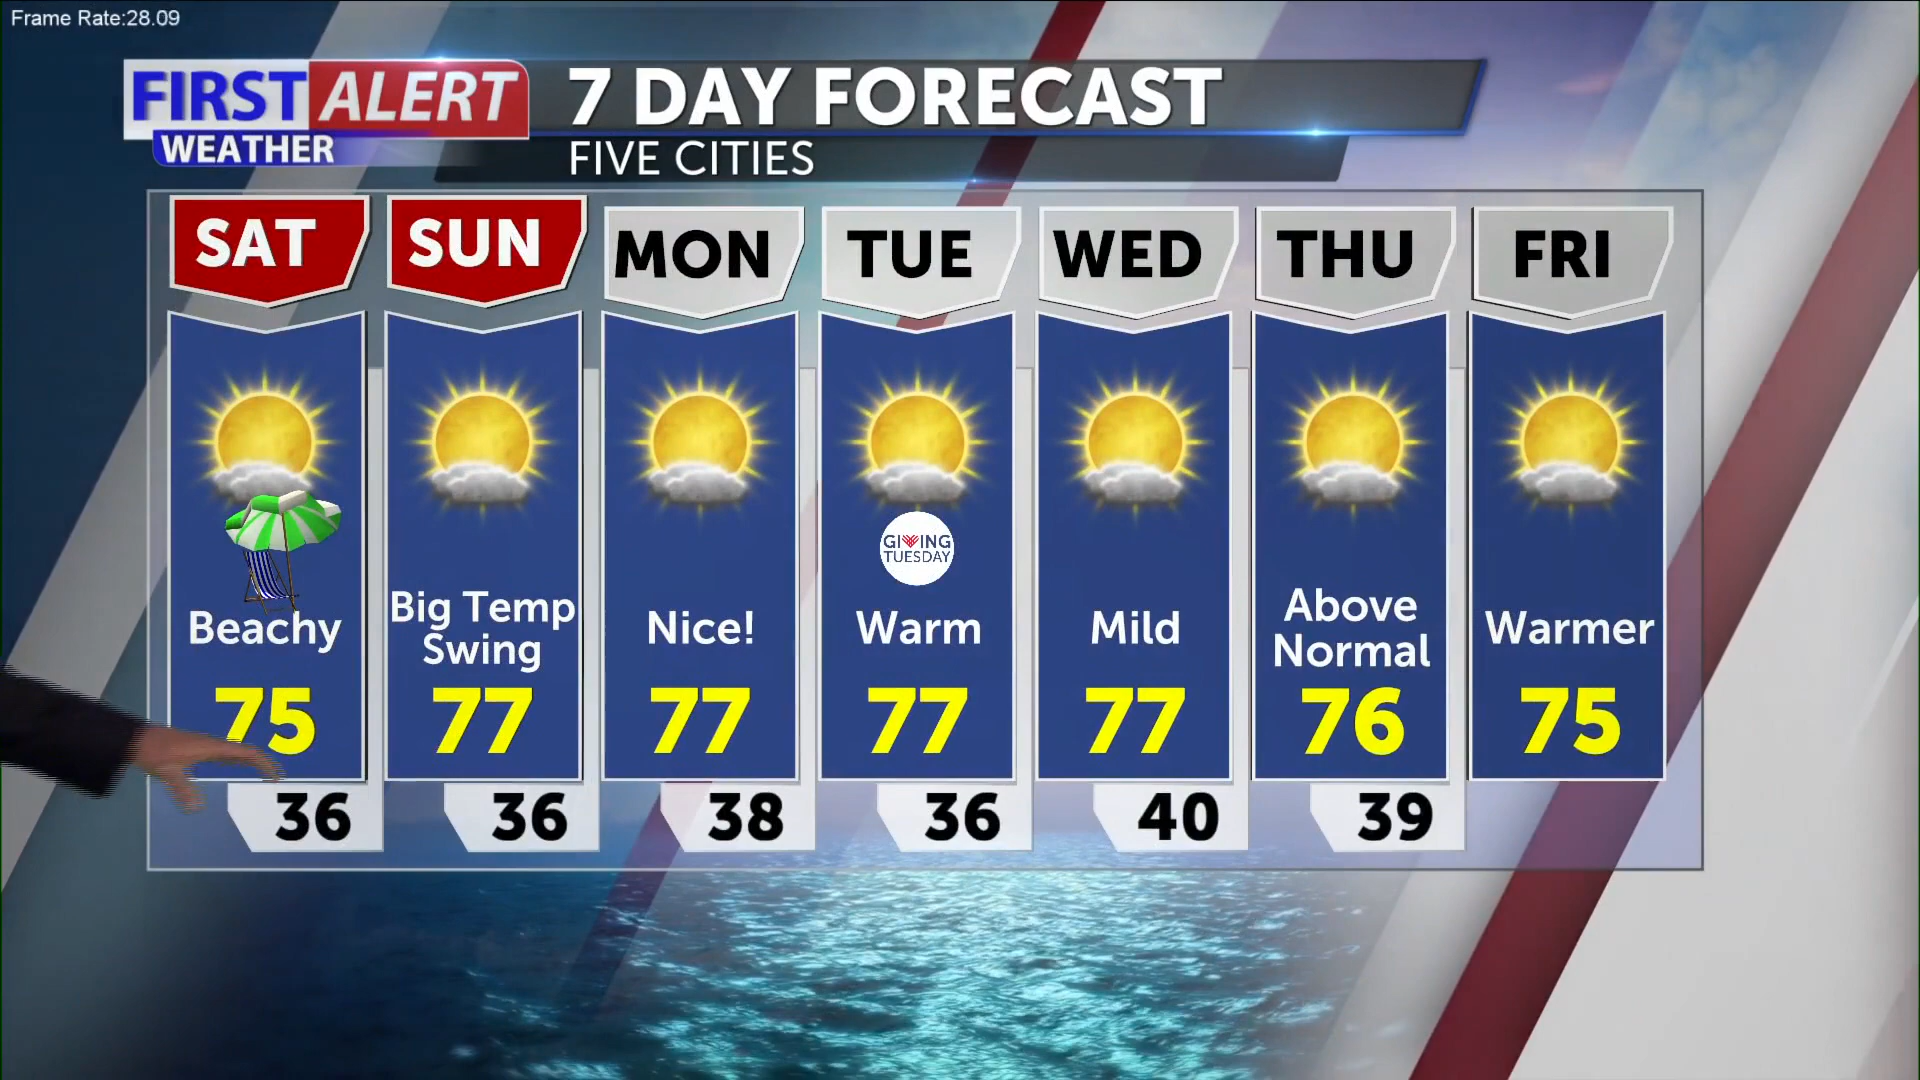 Frame Rate:28.09
FIRST ALERT
WEATHER
7 DAY FORECAST
FIVE CITIES
SAT
SUN
MON
TUE
WED
THU
FRI
GIVING
TUESDAY
Beachy
Big Temp
Swing
Nice!
Warm
Mild
Above
Normal
Warmer
75
77
77
77
77
76
75
36
36
38
36
40
39